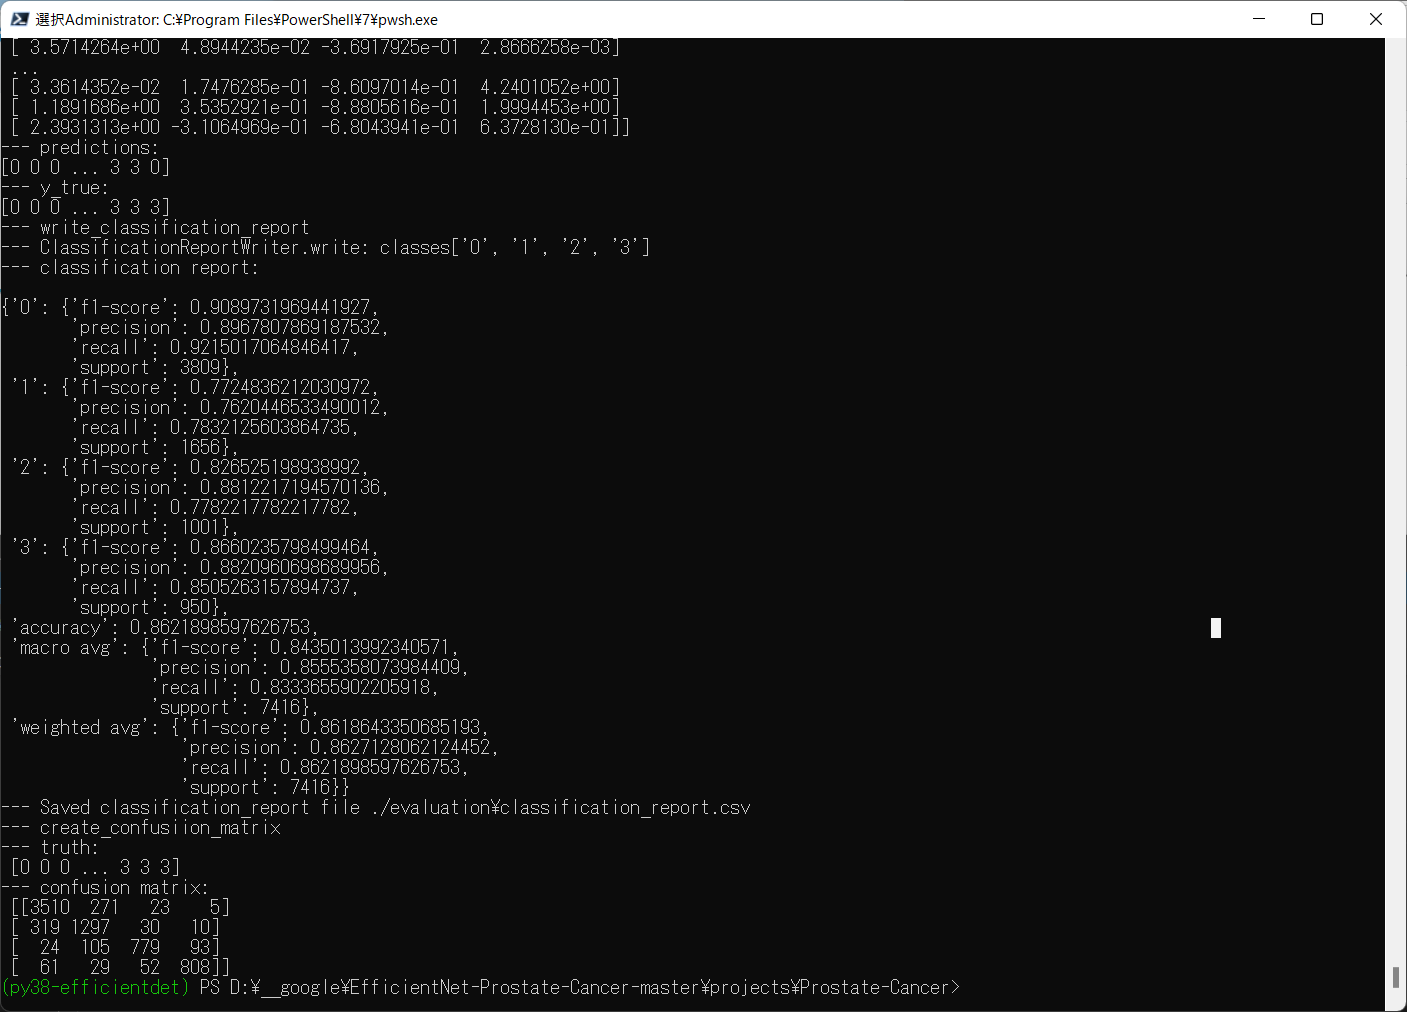 選択Administrator: C:¥Program Files¥PowerShell¥7¥pwsh.exe
[ 3.5714264e+00  4.8944235e-02 -3.6917925e-01  2.8666258e-03]
...
[ 3.3614352e-02  1.7476285e-01 -8.6097014e-01  4.2401052e+00]
[ 1.1891686e+00  3.5352921e-01 -8.8805616e-01  1.9994453e+00]
[ 2.3931313e+00 -3.1064969e-01 -6.8043941e-01  6.3728130e-01]]
--- predictions:
[0 0 0 ... 3 3 0]
--- y_true:
[0 0 0 ... 3 3 3]
--- write_classification_report
--- ClassificationReportWriter.write: classes['0', '1', '2', '3']
--- classification report:
{'0': {'f1-score': 0.9089731969441927,
'precision': 0.8967807869187532,
'recall': 0.9215017064846417,
'support': 3809},
'1': {'f1-score': 0.7724836212030972,
'precision': 0.7620446533490012,
'recall': 0.7832125603864735,
'support': 1656},
'2': {'f1-score': 0.826525198938992,
'precision': 0.8812217194570136,
'recall': 0.7782217782217782,
'support': 1001},
'3': {'f1-score': 0.8660235798499464,
'precision': 0.8820960698689956,
'recall': 0.8505263157894737,
'support': 950},
'accuracy': 0.8621898597626753,
'macro avg': {'f1-score': 0.8435013992340571,
'precision': 0.8555358073984409,
'recall': 0.8333655902205918,
'support': 7416},
'weighted avg': {'f1-score': 0.8618643350685193,
'precision': 0.8627128062124452,
'recall': 0.8621898597626753,
'support': 7416}}
--- Saved classification_report file ./evaluation¥classification_report.csv
--- create_confusiion_matrix
--- truth:
[0 0 0 ... 3 3 3]
--- confusion matrix:
[[3510  271   23    5]
[ 319 1297   30   10]
[  24  105  779   93]
[  61   29   52  808]]
(py38-efficientdet) PS D:¥__google¥EfficientNet-Prostate-Cancer-master¥projects¥Prostate-Cancer>